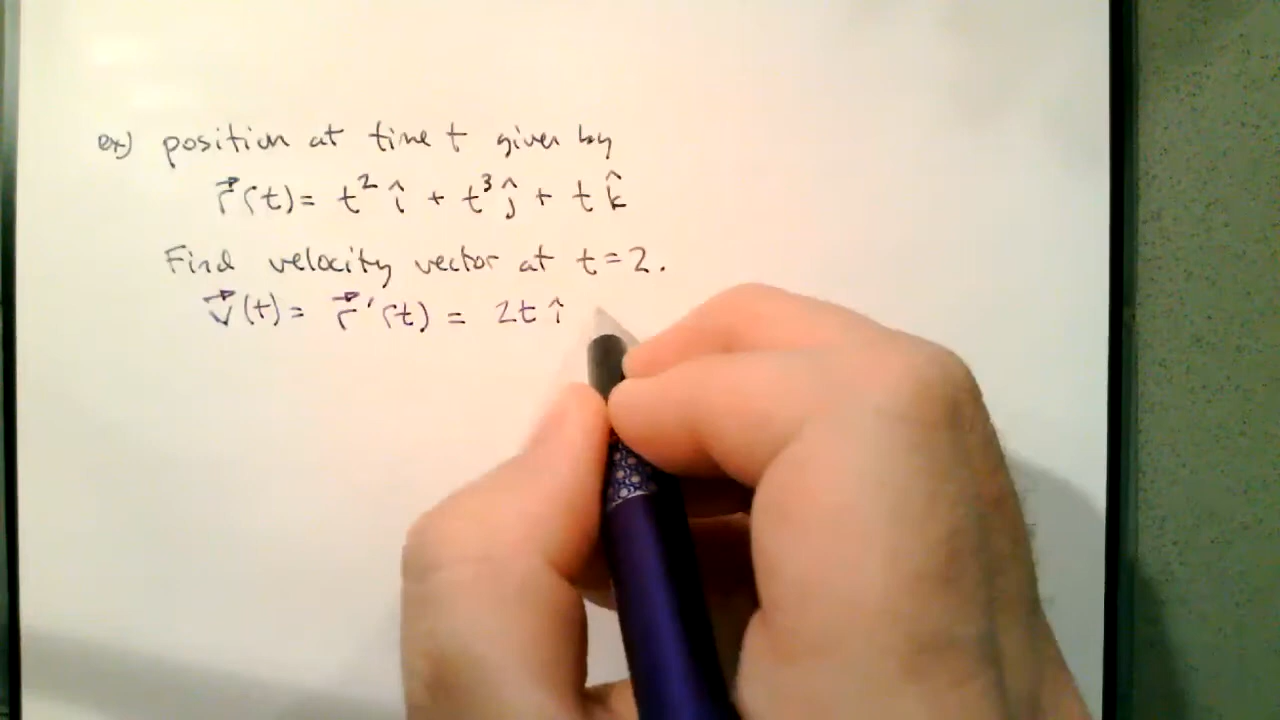 ex) position at time t given by
r⃗(t) = t² î + t³ ĵ + t k̂
Find velocity vector at t=2.
v⃗(t) = r⃗'(t) = 2t î